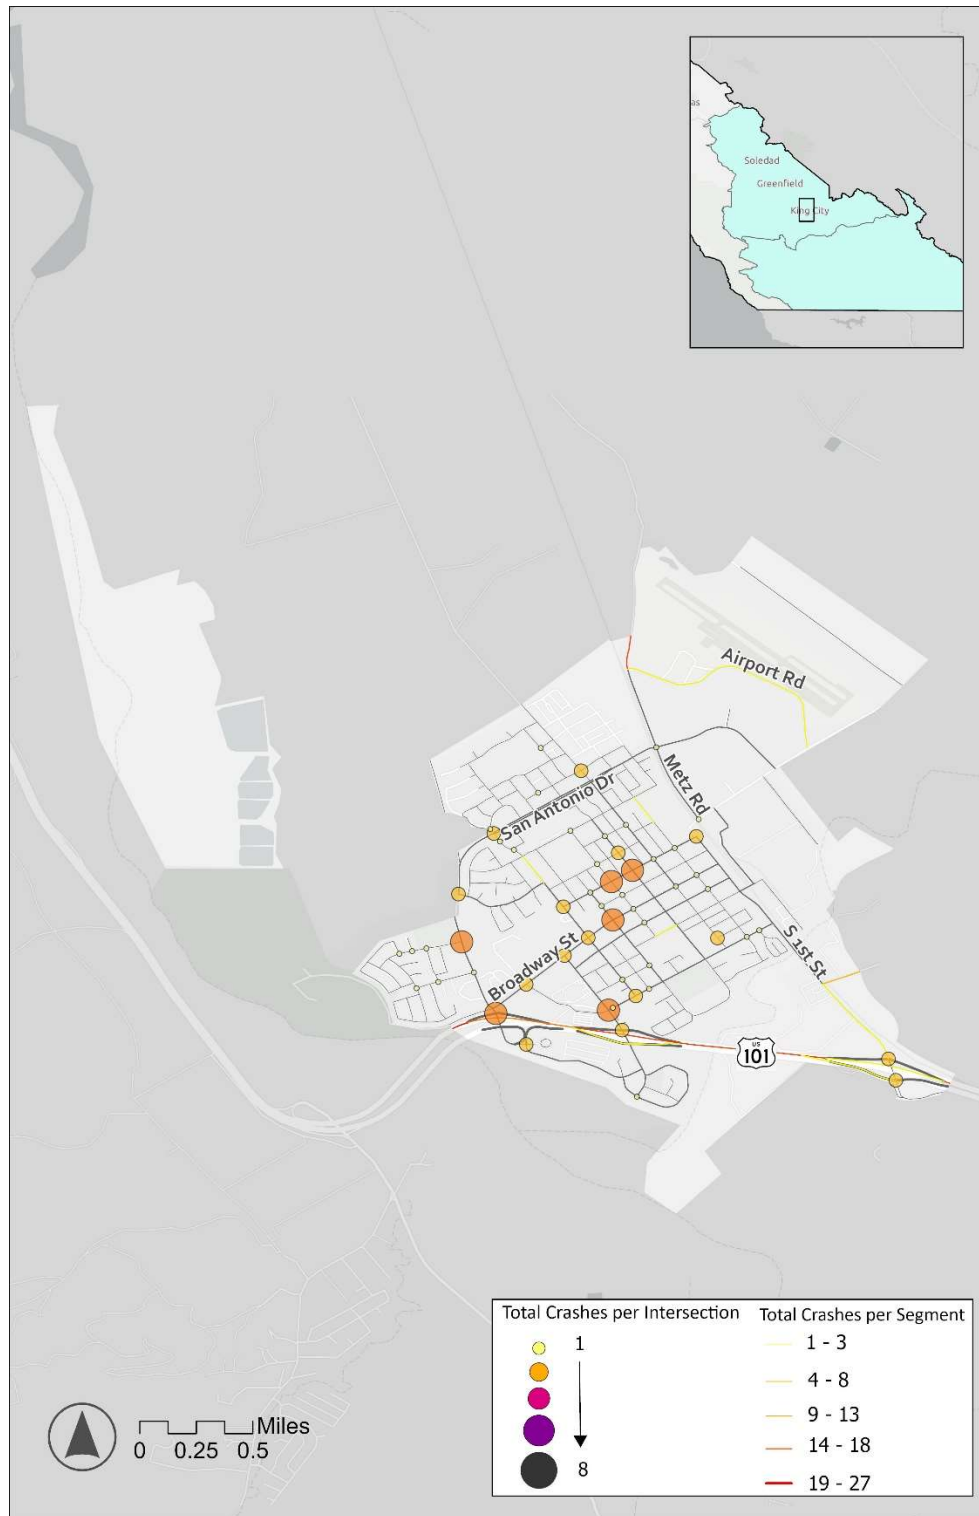 as
Soledad
Greenfield
King City
Airport Rd
Metz Rd
San Antonio Dr
S 1st St
Broadway St
US
101
Total Crashes per Intersection
1
8
Total Crashes per Segment
1 - 3
4 - 8
9 - 13
14 - 18
19 - 27
Miles
0 0.25 0.5